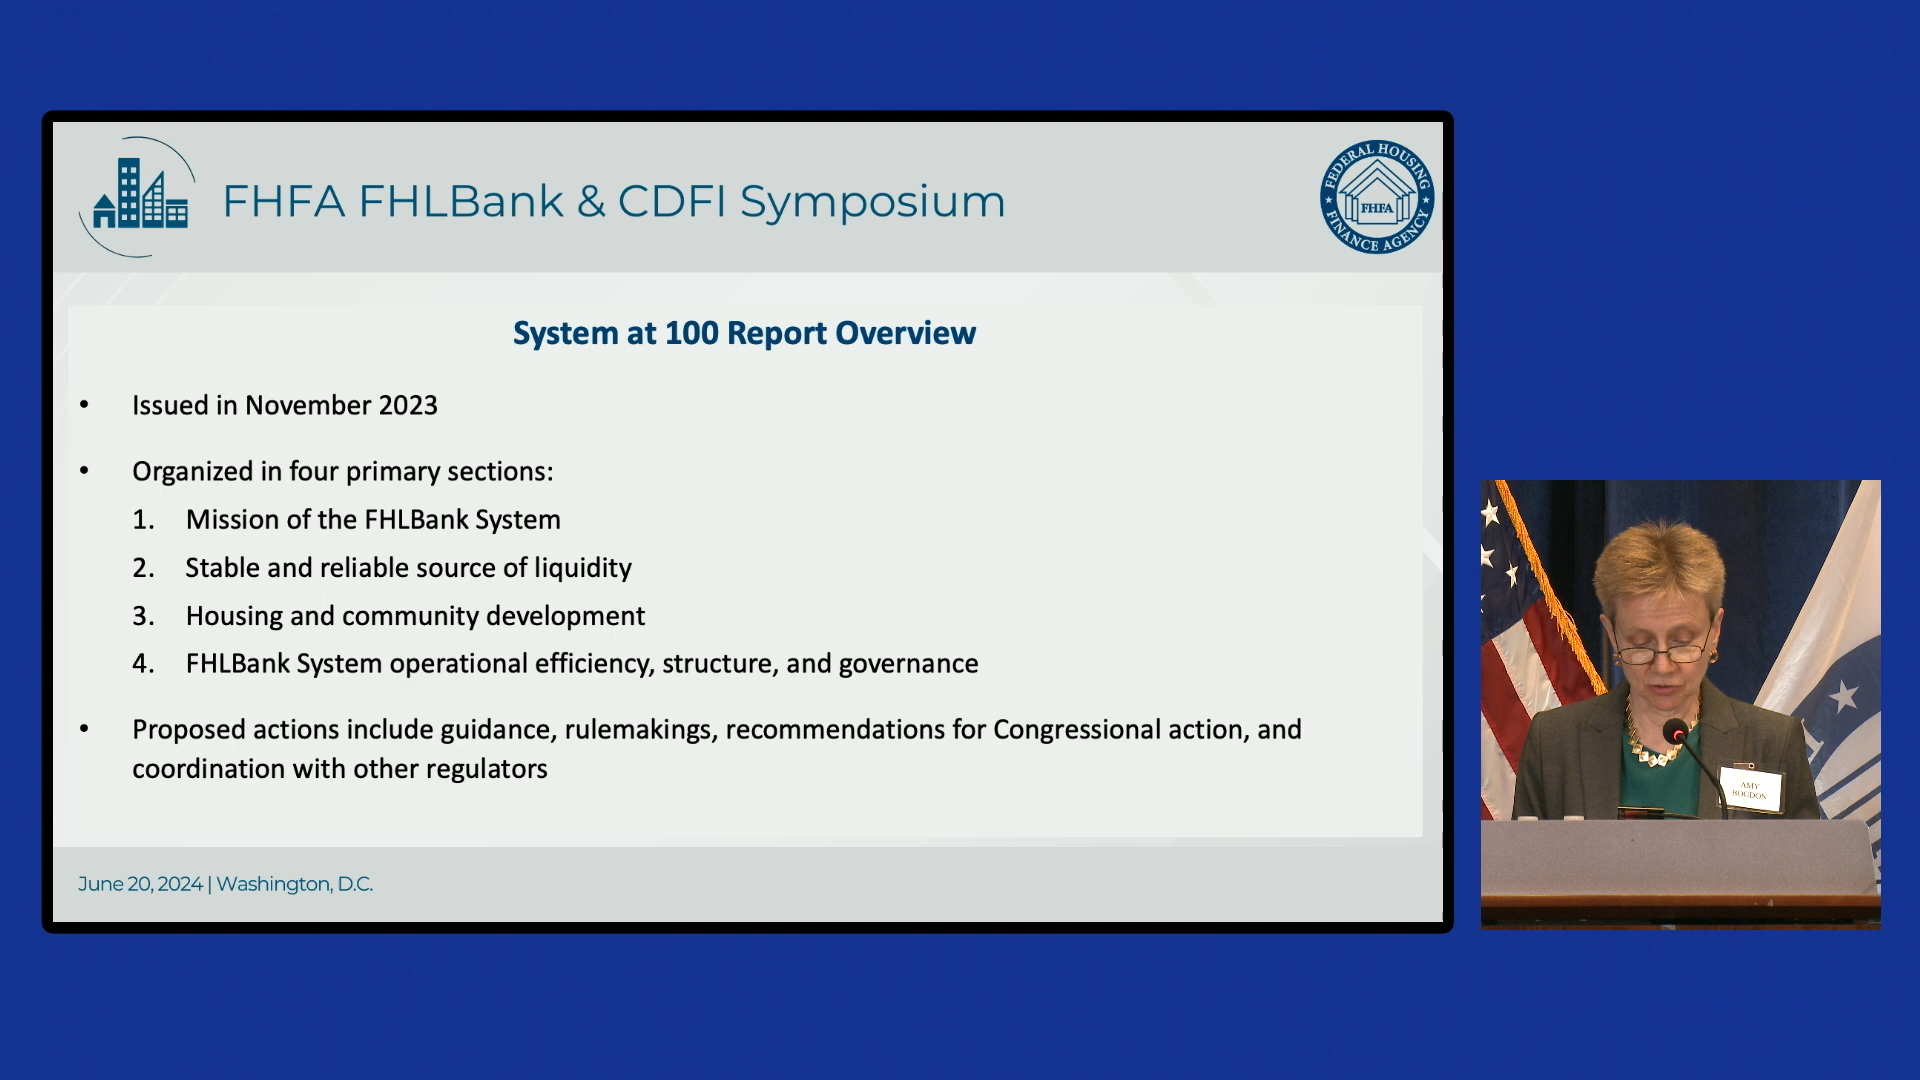 FHFA FHLBank & CDFI Symposium
FEDERAL HOUSING
FHFA
FINANCE AGENCY
System at 100 Report Overview
• Issued in November 2023
• Organized in four primary sections:
1. Mission of the FHLBank System
2. Stable and reliable source of liquidity
3. Housing and community development
4. FHLBank System operational efficiency, structure, and governance
• Proposed actions include guidance, rulemakings, recommendations for Congressional action, and
coordination with other regulators
June 20, 2024 | Washington, D.C.
AMY
BOGDON